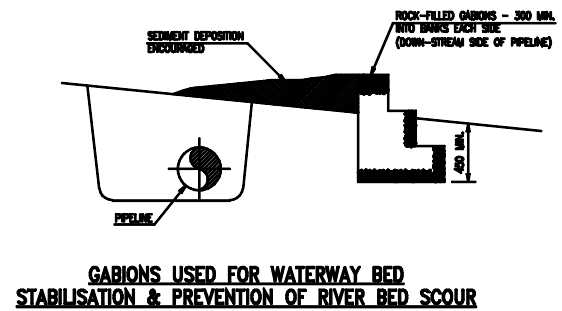 ROCK-FILLED GABIONS - 300 MIN.
INTO BANKS EACH SIDE
(DOWN-STREAM SIDE OF PIPELINE)
SEDIMENT DEPOSITION
ENCOURAGED
450 MIN.
PIPELINE
GABIONS USED FOR WATERWAY BED
STABILISATION & PREVENTION OF RIVER BED SCOUR